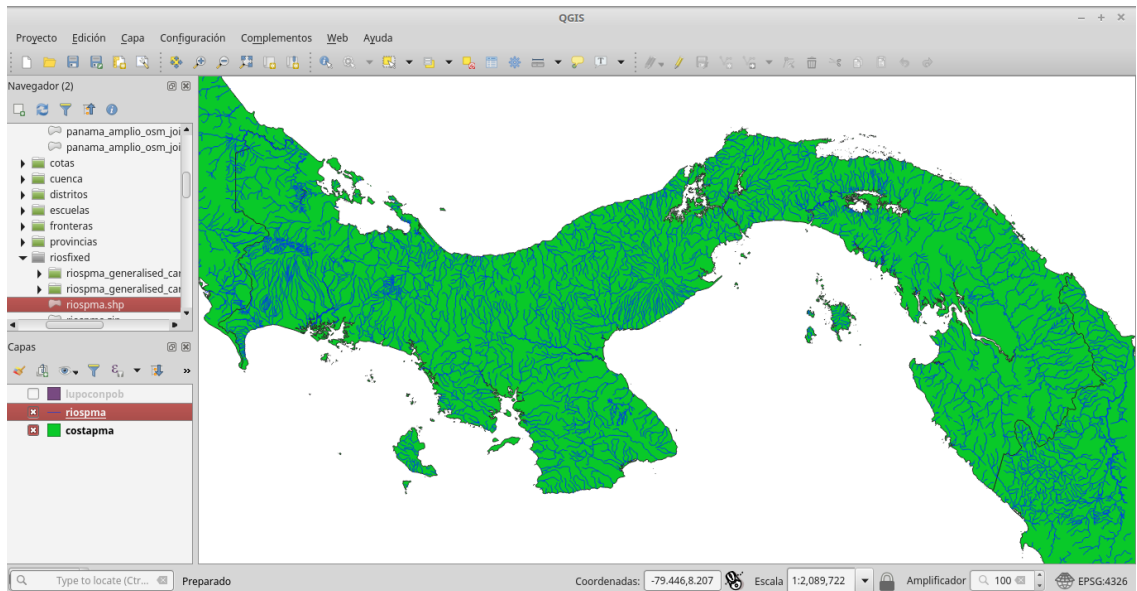 QGIS
Proyecto Edición Capa Configuración Complementos Web Ayuda
Navegador (2)
panama_amplio_osm_joi
panama_amplio_osm_joi
cotas
cuenca
distritos
escuelas
fronteras
provincias
riosfixed
riospma_generalised_car
riospma_generalised_car
riospma.shp
Capas
lupoconpob
riospma
costapma
Type to locate (Ctr... Preparado Coordenadas: -79.446,8.207 Escala 1:2,089,722 Amplificador 100 EPSG:4326